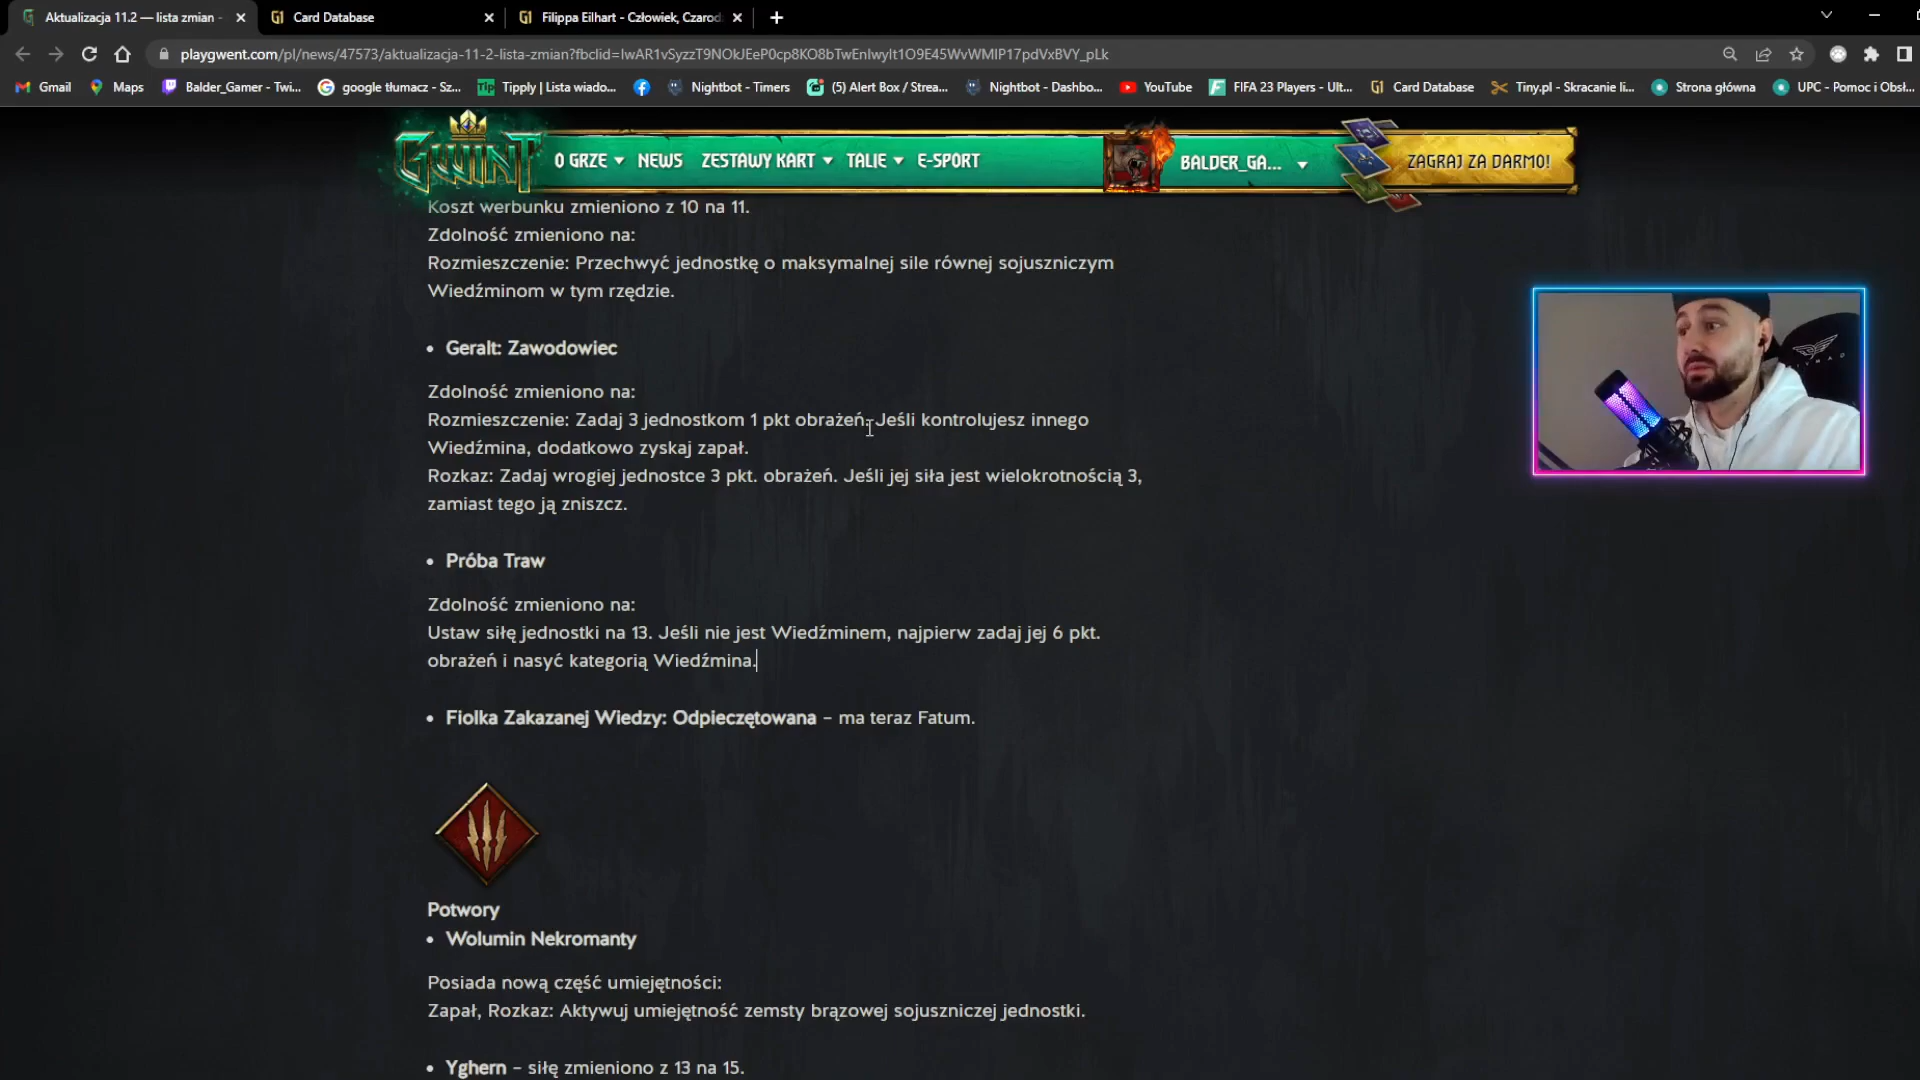 Aktualizacja 11.2 — lista zmian -
Card Database
Filippa Eilhart - Człowiek, Czarod
playgwent.com/pl/news/47573/aktualizacja-11-2-lista-zmian?fbclid=IwAR1vSyzzT9NOkJEeP0cp8KO8bTwEnIwyIt1O9E45WvWMIP17pdVxBVY_pLk
Gmail
Maps
Balder_Gamer - Twi...
google tłumacz - Sz...
Tipply | Lista wiado...
Nightbot - Timers
(5) Alert Box / Strea...
Nightbot - Dashbo...
YouTube
FIFA 23 Players - Ult...
Card Database
Tiny.pl - Skracanie li...
Strona główna
UPC - Pomoc i Obsł...
GWINT
O GRZE
NEWS
ZESTAWY KART
TALIE
E-SPORT
BALDER_GA...
ZAGRAJ ZA DARMO!
Koszt werbunku zmieniono z 10 na 11.
Zdolność zmieniono na:
Rozmieszczenie: Przechwyć jednostkę o maksymalnej sile równej sojuszniczym
Wiedźminom w tym rzędzie.
• Geralt: Zawodowiec
Zdolność zmieniono na:
Rozmieszczenie: Zadaj 3 jednostkom 1 pkt obrażeń. Jeśli kontrolujesz innego
Wiedźmina, dodatkowo zyskaj zapał.
Rozkaz: Zadaj wrogiej jednostce 3 pkt. obrażeń. Jeśli jej siła jest wielokrotnością 3,
zamiast tego ją zniszcz.
• Próba Traw
Zdolność zmieniono na:
Ustaw siłę jednostki na 13. Jeśli nie jest Wiedźminem, najpierw zadaj jej 6 pkt.
obrażeń i nasyć kategorią Wiedźmina.
• Fiolka Zakazanej Wiedzy: Odpieczętowana – ma teraz Fatum.
Potwory
• Wolumin Nekromanty
Posiada nową część umiejętności:
Zapał, Rozkaz: Aktywuj umiejętność zemsty brązowej sojuszniczej jednostki.
• Yghern – siłę zmieniono z 13 na 15.